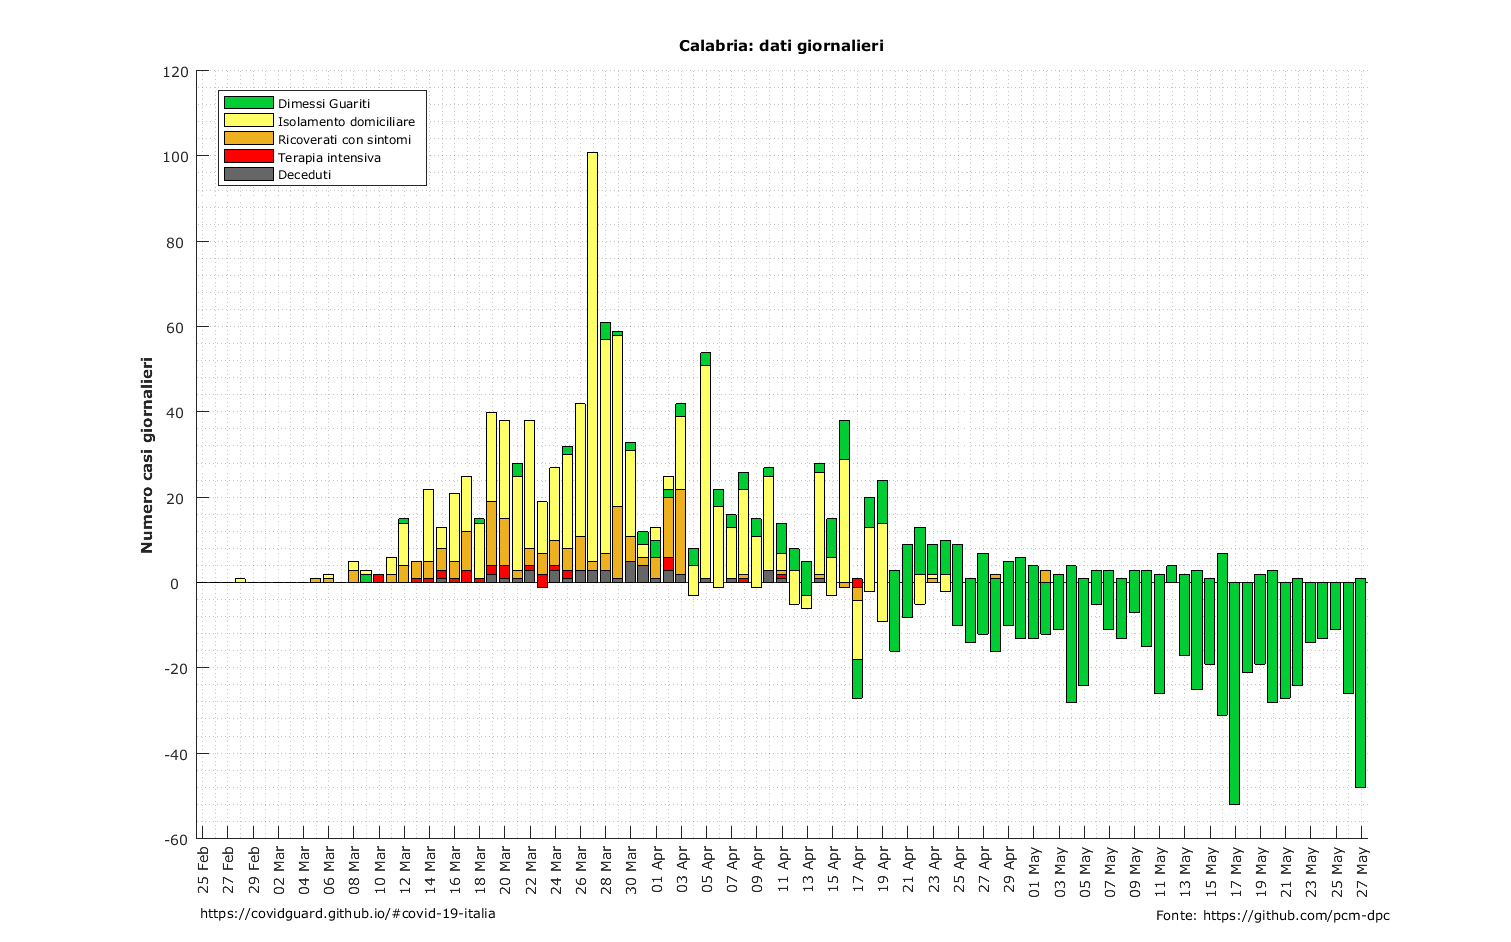 Calabria: dati giornalieri
Numero casi giornalieri
120
100
80
60
40
20
0
-20
-40
-60
Dimessi Guariti
Isolamento domiciliare
Ricoverati con sintomi
Terapia intensiva
Deceduti
25 Feb
27 Feb
29 Feb
02 Mar
04 Mar
06 Mar
08 Mar
10 Mar
12 Mar
14 Mar
16 Mar
18 Mar
20 Mar
22 Mar
24 Mar
26 Mar
28 Mar
30 Mar
01 Apr
03 Apr
05 Apr
07 Apr
09 Apr
11 Apr
13 Apr
15 Apr
17 Apr
19 Apr
21 Apr
23 Apr
25 Apr
27 Apr
29 Apr
01 May
03 May
05 May
07 May
09 May
11 May
13 May
15 May
17 May
19 May
21 May
23 May
25 May
27 May
https://covidguard.github.io/#covid-19-italia
Fonte: https://github.com/pcm-dpc